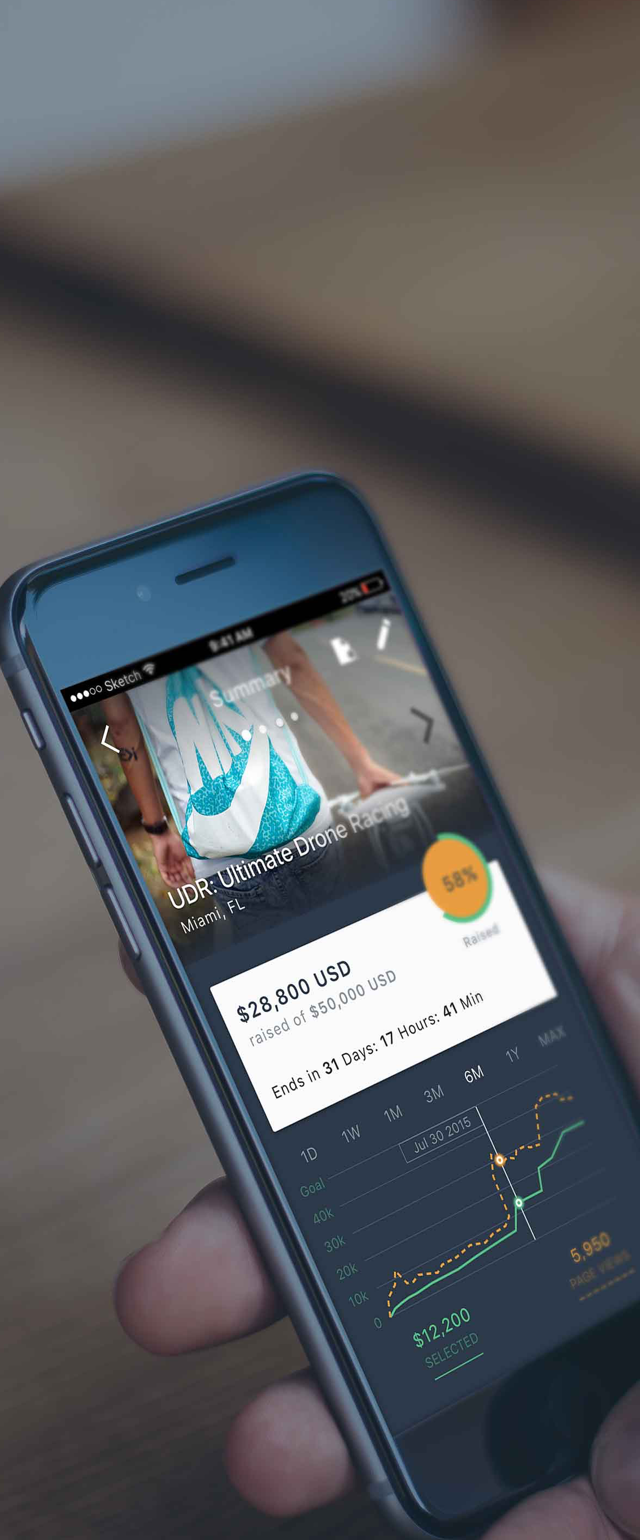 ●●●○○ Sketch 9:41 AM 20%
Summary
UDR: Ultimate Drone Racing
Miami, FL
58%
Raised
$28,800 USD
raised of $50,000 USD
Ends in 31 Days: 17 Hours: 41 Min
1D 1W 1M 3M 6M 1Y MAX
Jul 30 2015
Goal
40k
30k
20k
10k
0
$12,200
SELECTED
5,950
PAGE VIEWS